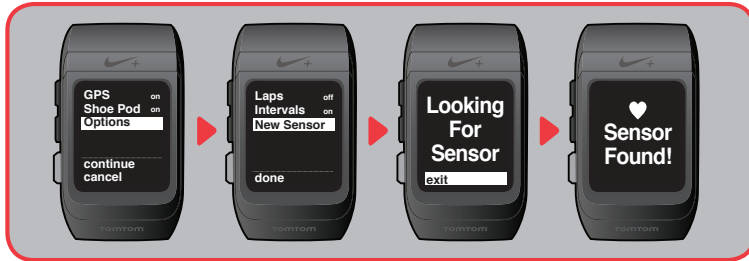 GPS on
Shoe Pod on
Options
continue
cancel
TOMTOM
Laps off
Intervals on
New Sensor
done
TOMTOM
Looking
For
Sensor
exit
TOMTOM
Sensor
Found!
TOMTOM